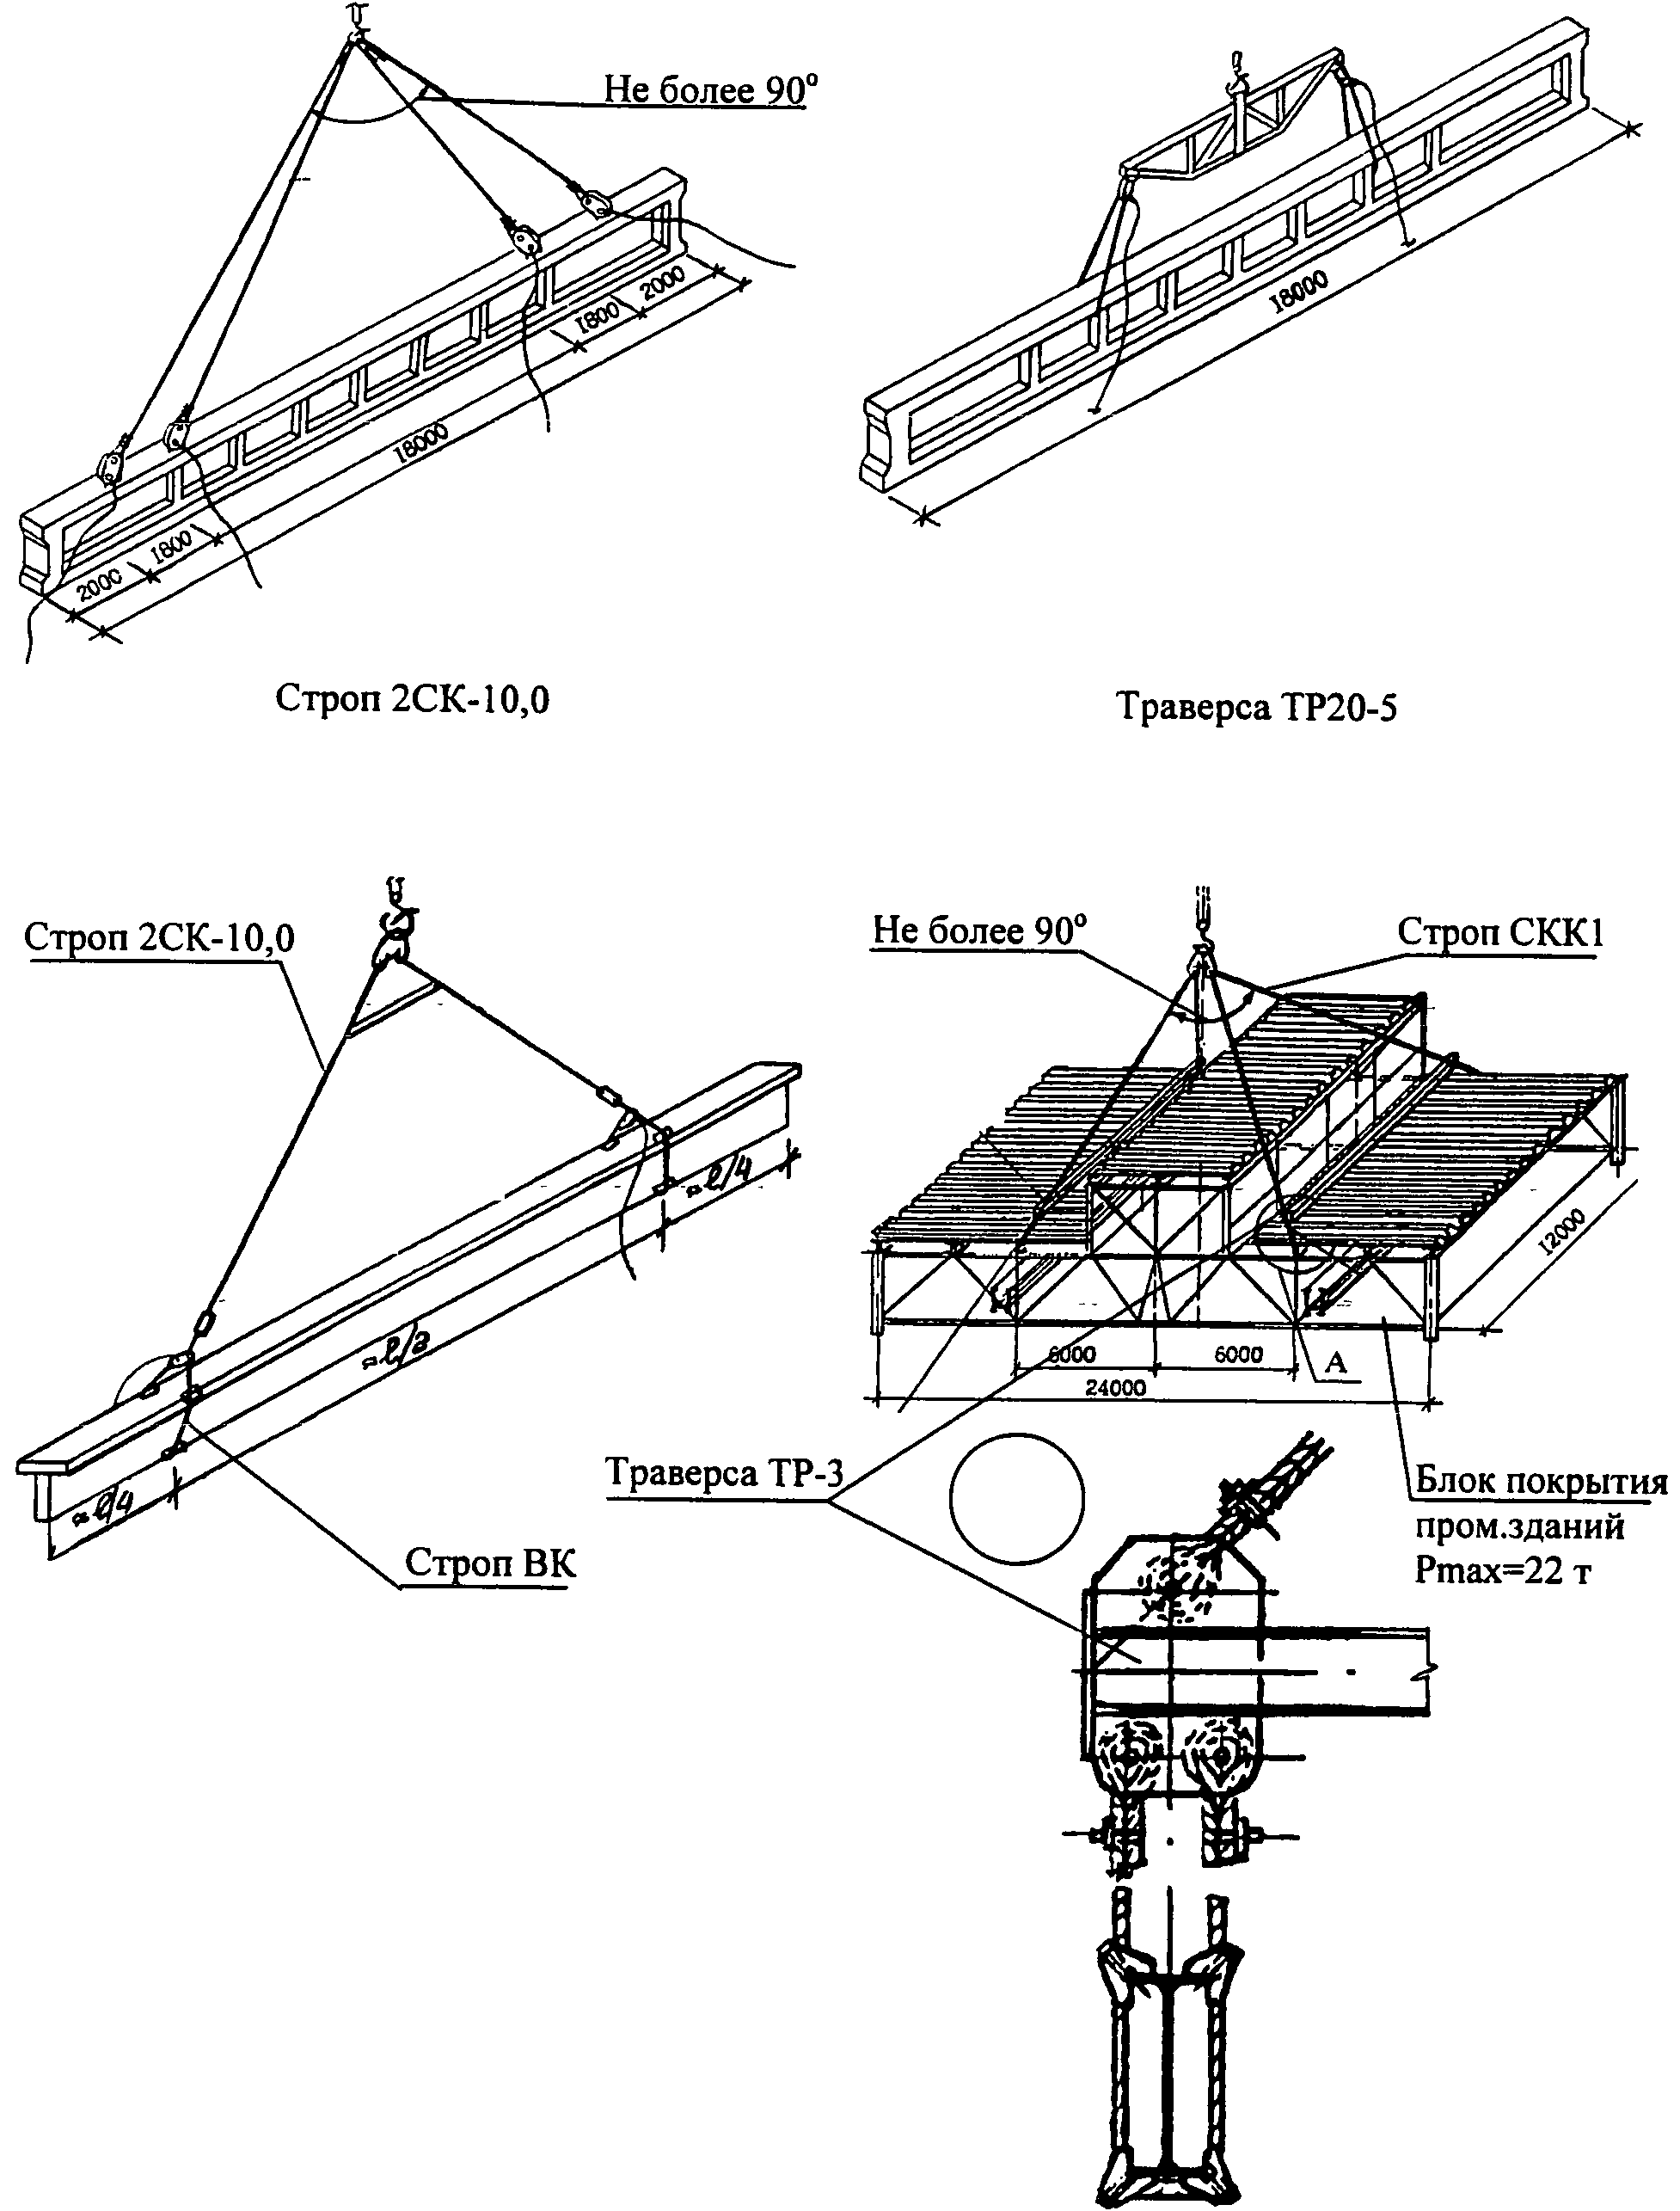 Не более 90°
2000
1800
18000
1800
2000
18000
Строп 2СК-10,0
Траверса ТР20-5
Строп 2СК-10,0
≈l/4
≈l/4
Строп ВК
Не более 90°
Строп СКК1
12000
6000
6000
А
24000
Траверса ТР-3
Блок покрытия
пром.зданий
Pmax=22 т